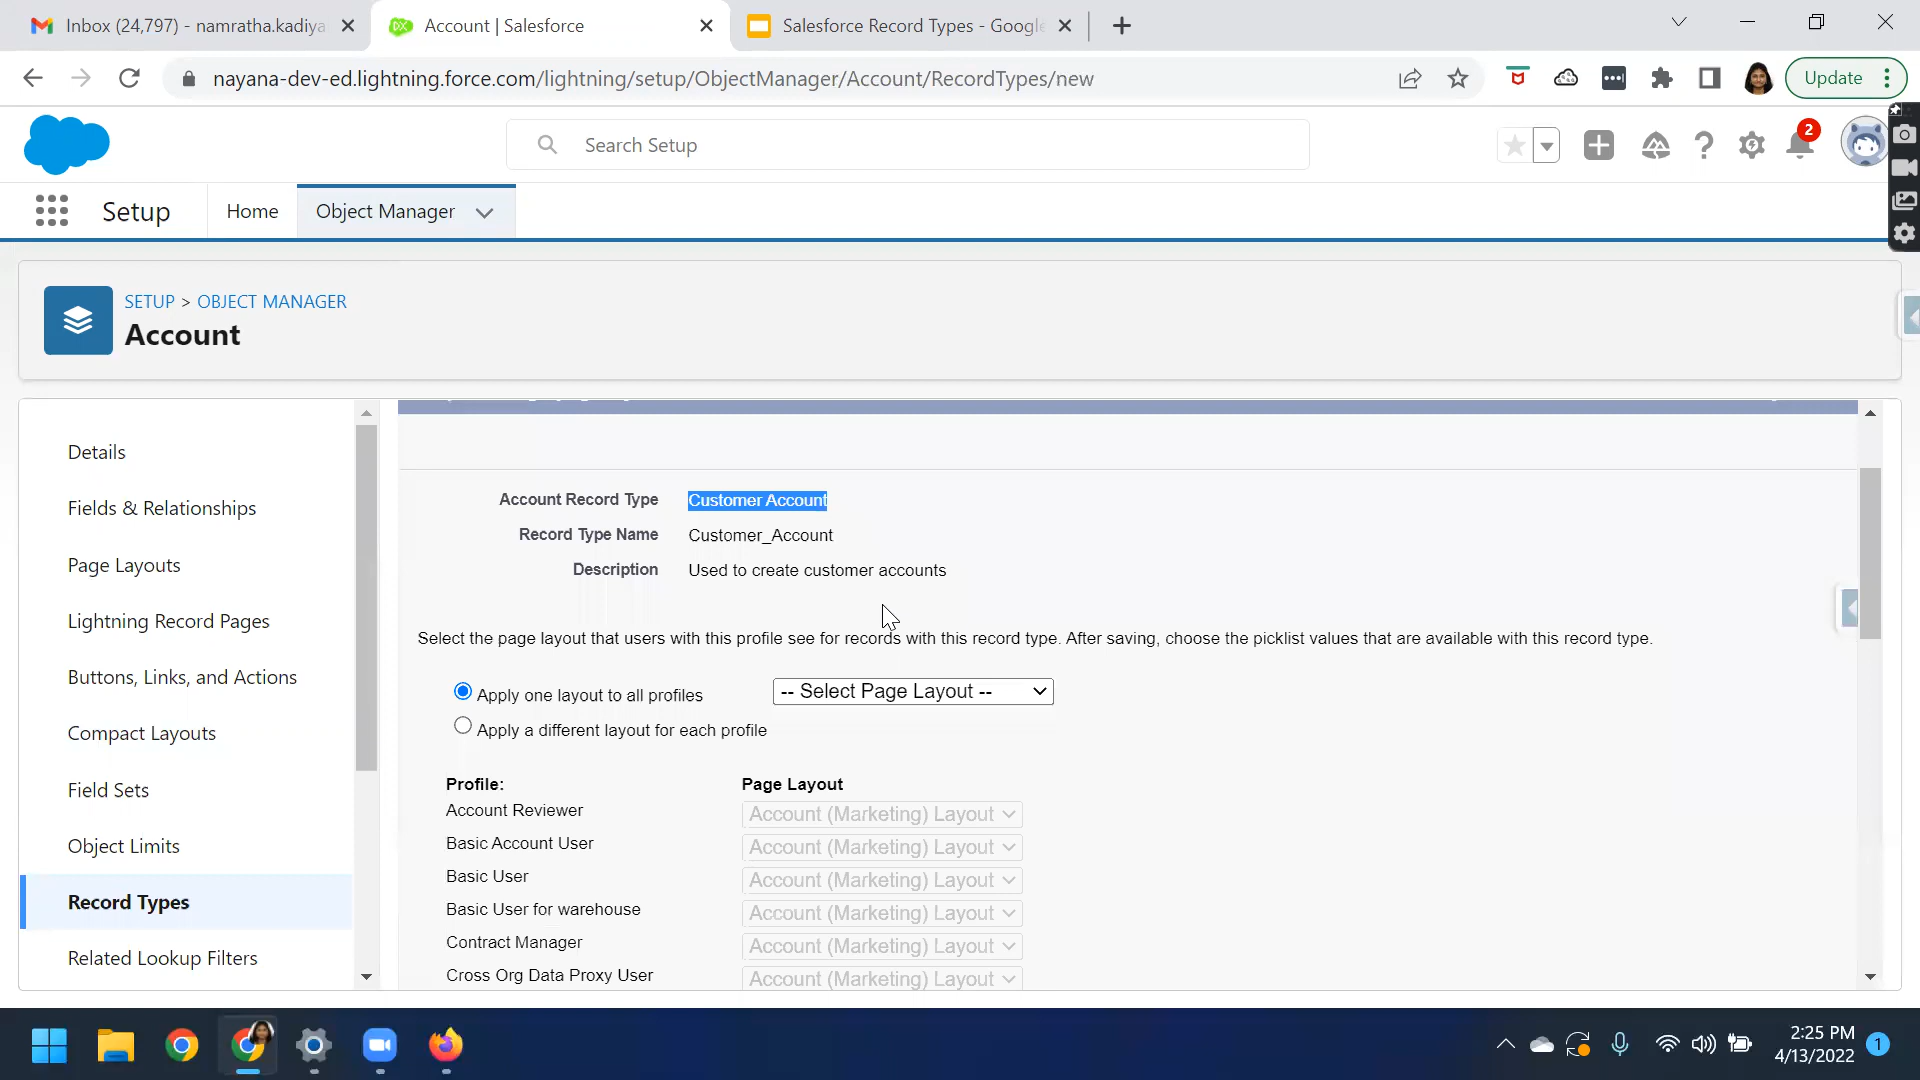 Inbox (24,797) - namratha.kadiya
Account | Salesforce
Salesforce Record Types - Google
nayana-dev-ed.lightning.force.com/lightning/setup/ObjectManager/Account/RecordTypes/new
Update
Search Setup
2
Setup
Home
Object Manager
SETUP > OBJECT MANAGER
Account
Details
Fields & Relationships
Page Layouts
Lightning Record Pages
Buttons, Links, and Actions
Compact Layouts
Field Sets
Object Limits
Record Types
Related Lookup Filters
Account Record Type Customer Account
Record Type Name Customer_Account
Description Used to create customer accounts
Select the page layout that users with this profile see for records with this record type. After saving, choose the picklist values that are available with this record type.
Apply one layout to all profiles -- Select Page Layout --
Apply a different layout for each profile
Profile: Page Layout
Account Reviewer Account (Marketing) Layout
Basic Account User Account (Marketing) Layout
Basic User Account (Marketing) Layout
Basic User for warehouse Account (Marketing) Layout
Contract Manager Account (Marketing) Layout
Cross Org Data Proxy User Account (Marketing) Layout
2:25 PM
4/13/2022
1